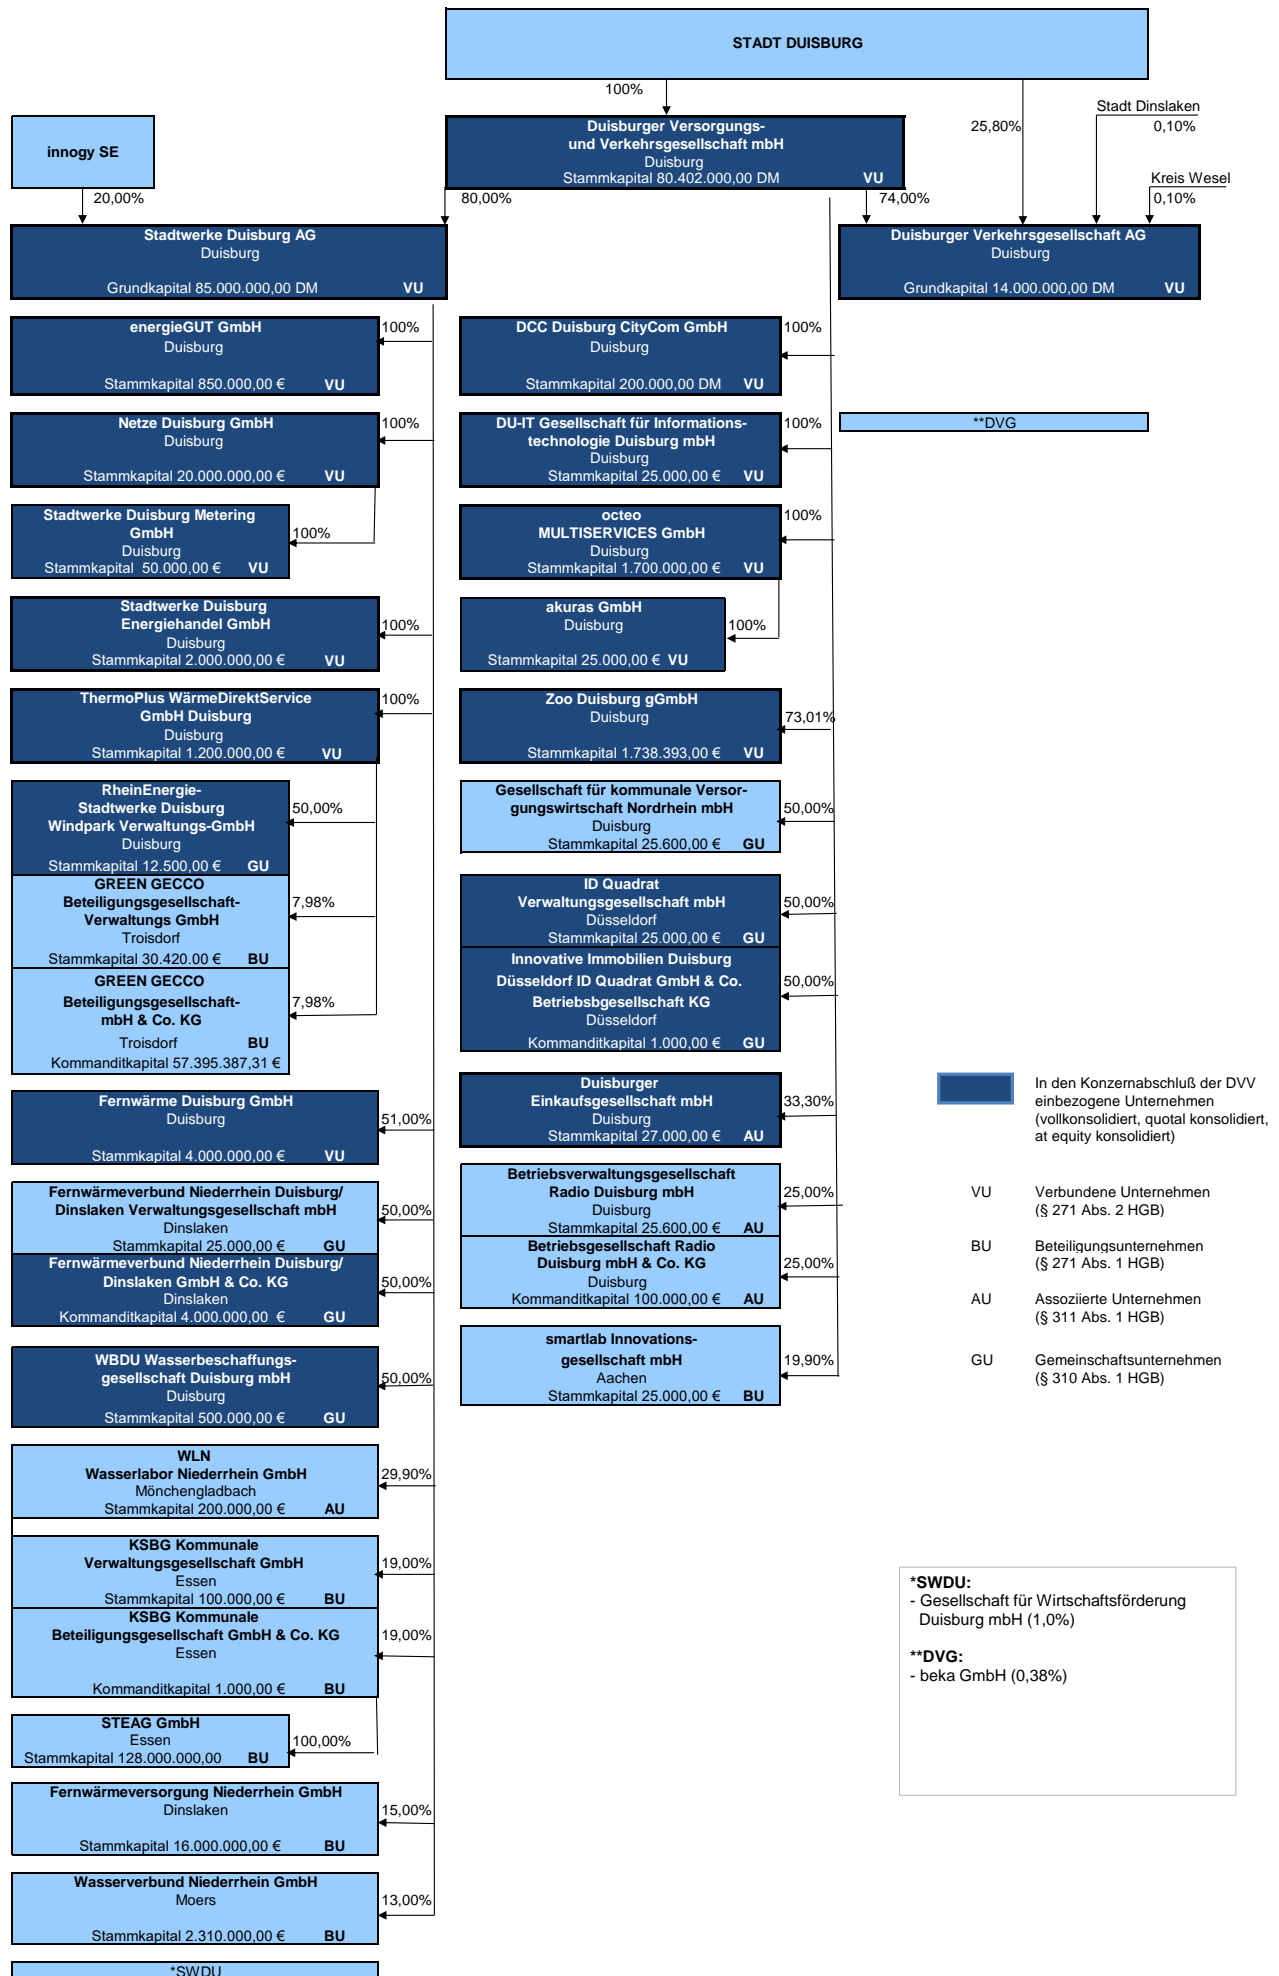 STADT DUISBURG
100%
25,80%
Stadt Dinslaken
0,10%
Kreis Wesel
0,10%
innogy SE
20,00%
Duisburger Versorgungs-
und Verkehrsgesellschaft mbH
Duisburg
Stammkapital 80.402.000,00 DM VU
80,00%
74,00%
Stadtwerke Duisburg AG
Duisburg
Grundkapital 85.000.000,00 DM VU
Duisburger Verkehrsgesellschaft AG
Duisburg
Grundkapital 14.000.000,00 DM VU
energieGUT GmbH
Duisburg
Stammkapital 850.000,00 € VU
100%
Netze Duisburg GmbH
Duisburg
Stammkapital 20.000.000,00 € VU
100%
Stadtwerke Duisburg Metering
GmbH
Duisburg
Stammkapital 50.000,00 € VU
100%
Stadtwerke Duisburg
Energiehandel GmbH
Duisburg
Stammkapital 2.000.000,00 € VU
100%
ThermoPlus WärmeDirektService
GmbH Duisburg
Duisburg
Stammkapital 1.200.000,00 € VU
100%
RheinEnergie-
Stadtwerke Duisburg
Windpark Verwaltungs-GmbH
Duisburg
Stammkapital 12.500,00 € GU
50,00%
GREEN GECCO
Beteiligungsgesellschaft-
Verwaltungs GmbH
Troisdorf
Stammkapital 30.420.00 € BU
7,98%
GREEN GECCO
Beteiligungsgesellschaft-
mbH & Co. KG
Troisdorf BU
Kommanditkapital 57.395.387,31 €
7,98%
Fernwärme Duisburg GmbH
Duisburg
Stammkapital 4.000.000,00 € VU
51,00%
Fernwärmeverbund Niederrhein Duisburg/
Dinslaken Verwaltungsgesellschaft mbH
Dinslaken
Stammkapital 25.000,00 € GU
50,00%
Fernwärmeverbund Niederrhein Duisburg/
Dinslaken GmbH & Co. KG
Dinslaken
Kommanditkapital 4.000.000,00 € GU
50,00%
WBDU Wasserbeschaffungs-
gesellschaft Duisburg mbH
Duisburg
Stammkapital 500.000,00 € GU
50,00%
WLN
Wasserlabor Niederrhein GmbH
Mönchengladbach
Stammkapital 200.000,00 € AU
29,90%
KSBG Kommunale
Verwaltungsgesellschaft GmbH
Essen
Stammkapital 100.000,00 € BU
19,00%
KSBG Kommunale
Beteiligungsgesellschaft GmbH & Co. KG
Essen
Kommanditkapital 1.000,00 € BU
19,00%
STEAG GmbH
Essen
Stammkapital 128.000.000,00 BU
100,00%
Fernwärmeversorgung Niederrhein GmbH
Dinslaken
Stammkapital 16.000.000,00 € BU
15,00%
Wasserverbund Niederrhein GmbH
Moers
Stammkapital 2.310.000,00 € BU
13,00%
*SWDU
DCC Duisburg CityCom GmbH
Duisburg
Stammkapital 200.000,00 DM VU
100%
DU-IT Gesellschaft für Informations-
technologie Duisburg mbH
Duisburg
Stammkapital 25.000,00 € VU
100%
octeo
MULTISERVICES GmbH
Duisburg
Stammkapital 1.700.000,00 € VU
100%
akuras GmbH
Duisburg
Stammkapital 25.000,00 € VU
100%
Zoo Duisburg gGmbH
Duisburg
Stammkapital 1.738.393,00 € VU
73,01%
Gesellschaft für kommunale Versor-
gungswirtschaft Nordrhein mbH
Duisburg
Stammkapital 25.600,00 € GU
50,00%
ID Quadrat
Verwaltungsgesellschaft mbH
Düsseldorf
Stammkapital 25.000,00 € GU
50,00%
Innovative Immobilien Duisburg
Düsseldorf ID Quadrat GmbH & Co.
Betriebsbgesellschaft KG
Düsseldorf
Kommanditkapital 1.000,00 € GU
50,00%
Duisburger
Einkaufsgesellschaft mbH
Duisburg
Stammkapital 27.000,00 € AU
33,30%
Betriebsverwaltungsgesellschaft
Radio Duisburg mbH
Duisburg
Stammkapital 25.600,00 € AU
25,00%
Betriebsgesellschaft Radio
Duisburg mbH & Co. KG
Duisburg
Kommanditkapital 100.000,00 € AU
25,00%
smartlab Innovations-
gesellschaft mbH
Aachen
Stammkapital 25.000,00 € BU
19,90%
**DVG
In den Konzernabschluß der DVV
einbezogene Unternehmen
(vollkonsolidiert, quotal konsolidiert,
at equity konsolidiert)
VU Verbundene Unternehmen
(§ 271 Abs. 2 HGB)
BU Beteiligungsunternehmen
(§ 271 Abs. 1 HGB)
AU Assoziierte Unternehmen
(§ 311 Abs. 1 HGB)
GU Gemeinschaftsunternehmen
(§ 310 Abs. 1 HGB)
*SWDU:
- Gesellschaft für Wirtschaftsförderung
Duisburg mbH (1,0%)
**DVG:
- beka GmbH (0,38%)